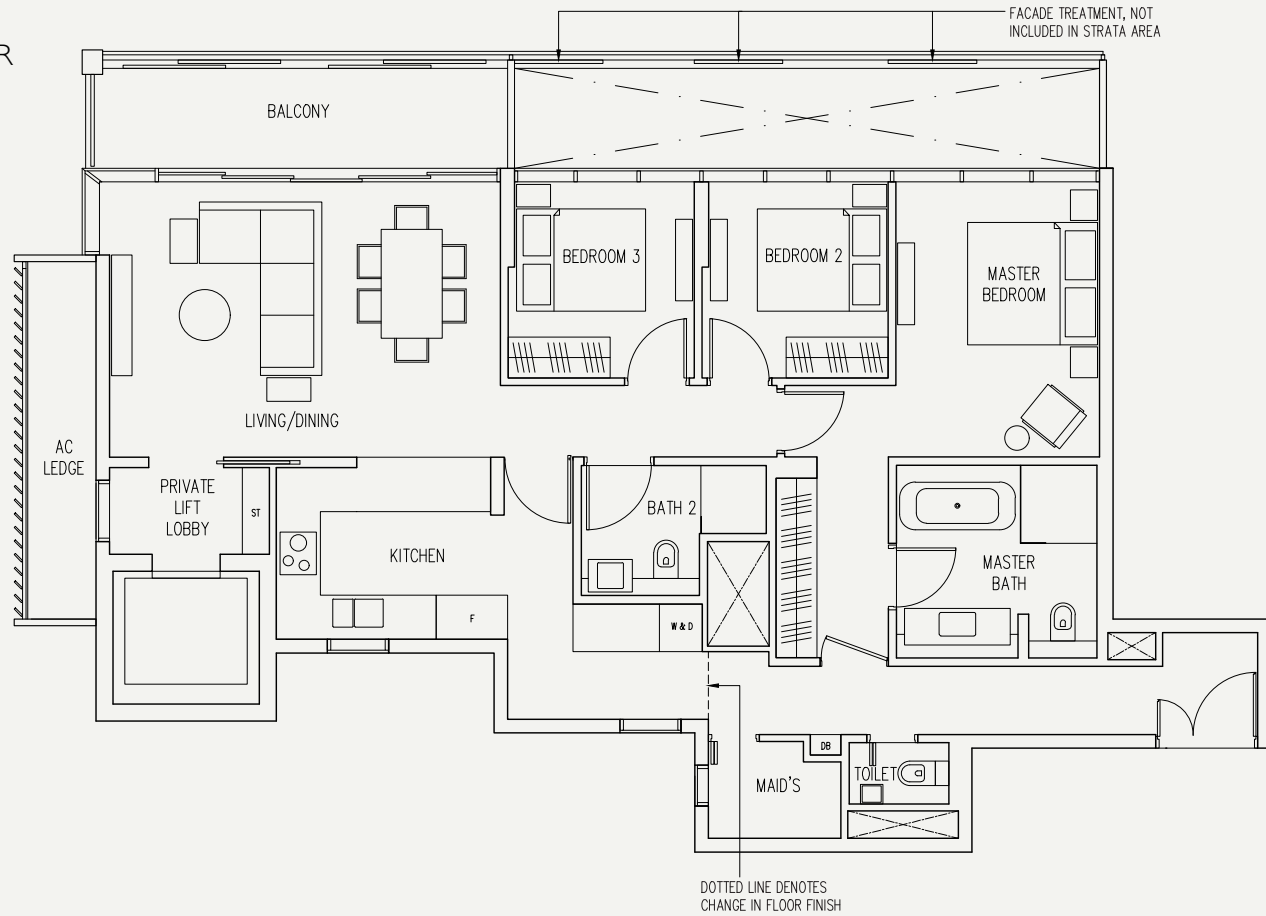 FACADE TREATMENT, NOT
INCLUDED IN STRATA AREA
R
BALCONY
BEDROOM 3
BEDROOM 2
MASTER
BEDROOM
LIVING/DINING
AC
LEDGE
PRIVATE
LIFT
LOBBY
ST
KITCHEN
BATH 2
MASTER
BATH
F
W & D
DB
TOILET
MAID'S
DOTTED LINE DENOTES
CHANGE IN FLOOR FINISH